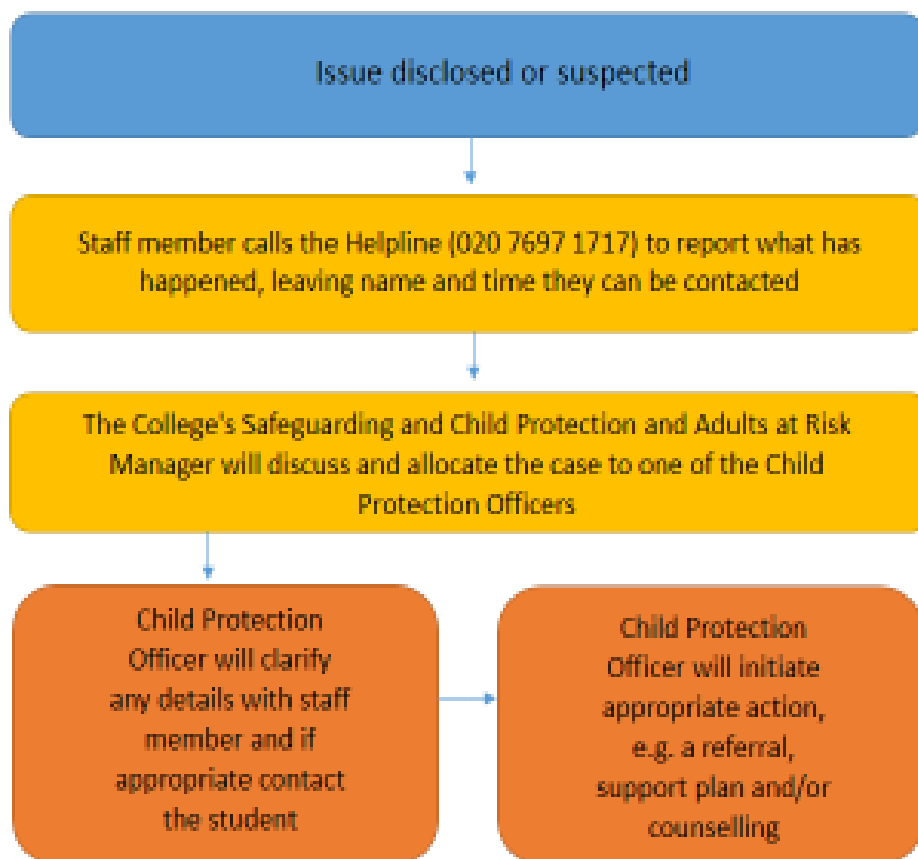 Issue disclosed or suspected
Staff member calls the Helpline (020 7697 1717) to report what has
happened, leaving name and time they can be contacted
The College's Safeguarding and Child Protection and Adults at Risk
Manager will discuss and allocate the case to one of the Child
Protection Officers
Child Protection
Officer will clarify
any details with staff
member and if
appropriate contact
the student
Child Protection
Officer will initiate
appropriate action,
e.g. a referral,
support plan and/or
counselling